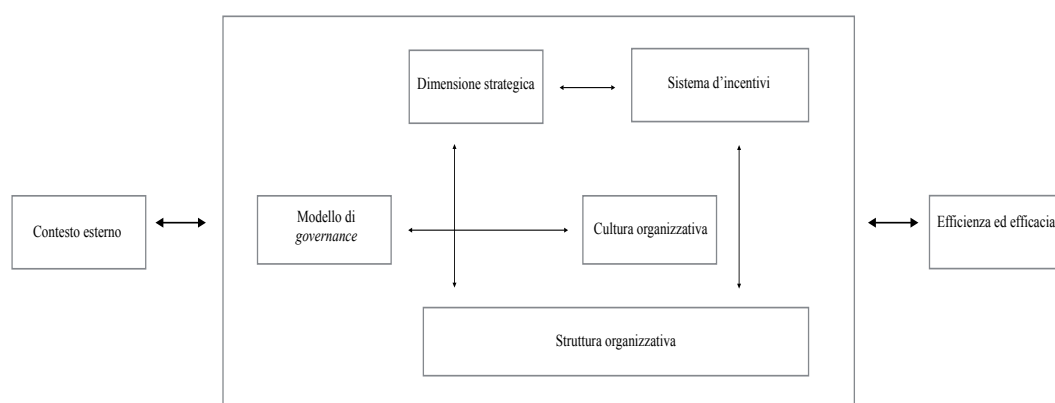 Dimensione strategica
Sistema d’incentivi
Contesto esterno
Modello di
governance
Cultura organizzativa
Efficienza ed efficacia
Struttura organizzativa